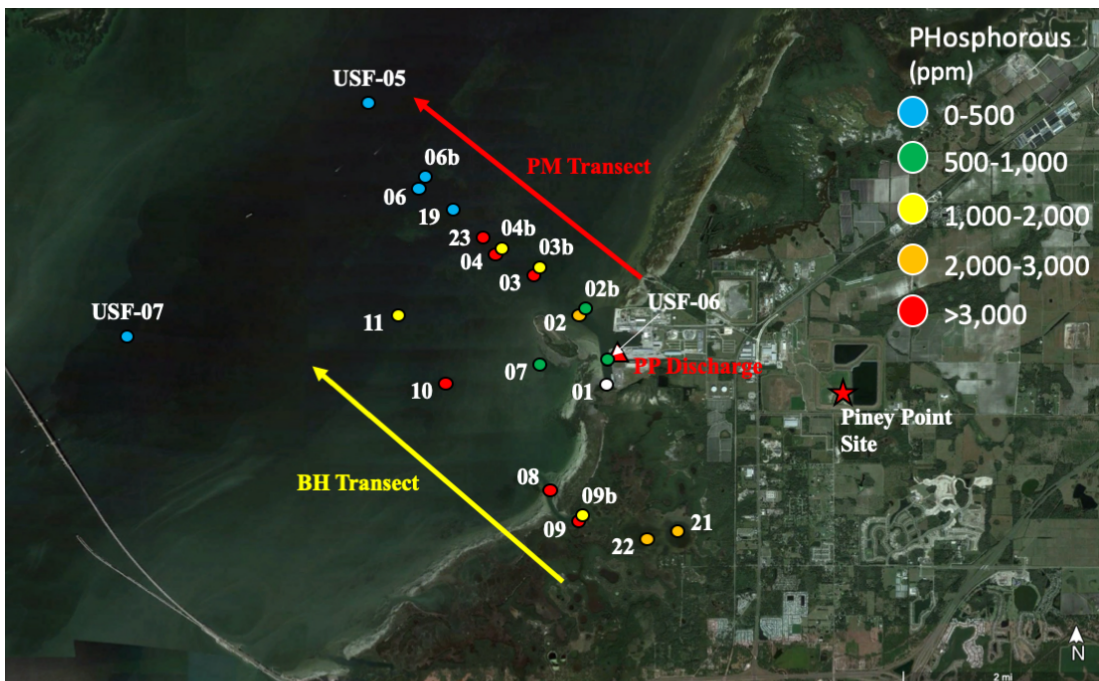 PHosphorous
(ppm)
0-500
500-1,000
1,000-2,000
2,000-3,000
>3,000
USF-05
06b
06
PM Transect
19
23
04b
04
03b
03
02b
USF-06
02
USF-07
11
07
PP Discharge
01
10
Piney Point
Site
BH Transect
08
09b
09
21
22
N
2 mi